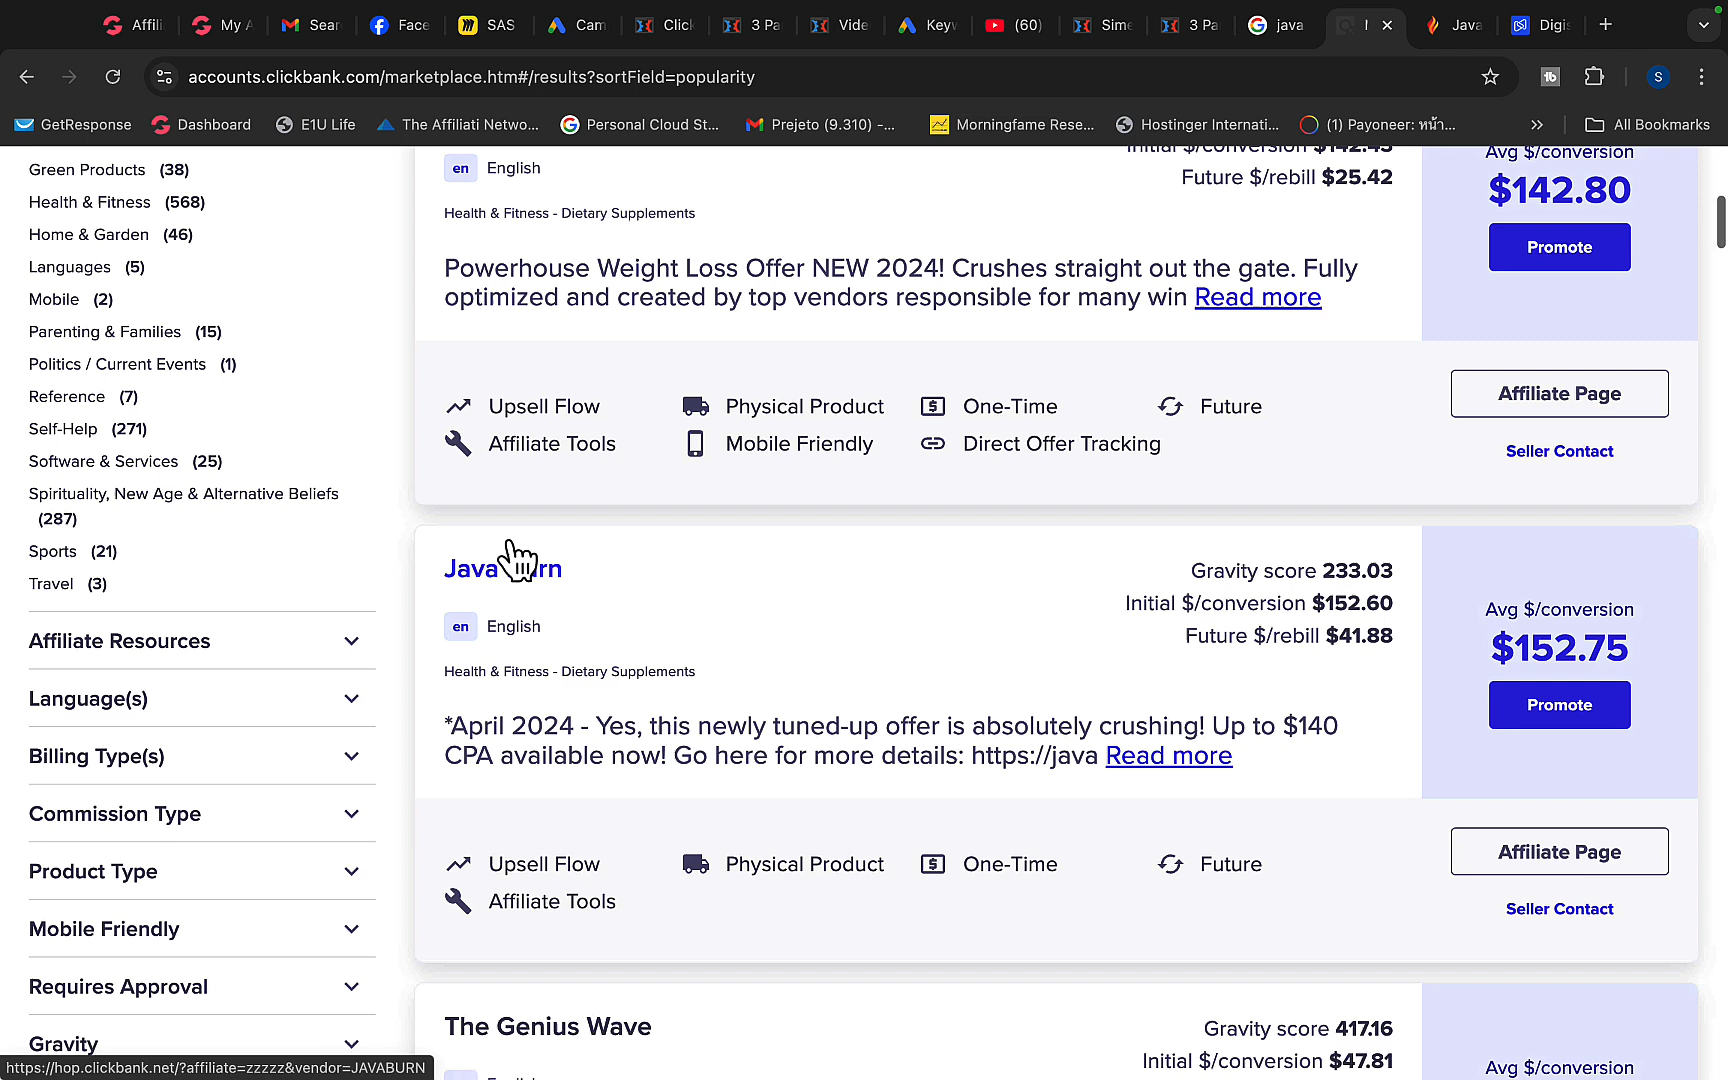 Affili
My A
Sear
Face
SAS
Cam
Click
3 Pa
Vide
Keyw
(60)
Sime
3 Pa
java
Java
Digis
accounts.clickbank.com/marketplace.htm#/results?sortField=popularity
S
GetResponse
Dashboard
E1U Life
The Affiliati Netwo...
Personal Cloud St...
Prejeto (9.310) -...
Morningfame Rese...
Hostinger Internati...
(1) Payoneer: หน้า...
All Bookmarks
Green Products (38)
Health & Fitness (568)
Home & Garden (46)
Languages (5)
Mobile (2)
Parenting & Families (15)
Politics / Current Events (1)
Reference (7)
Self-Help (271)
Software & Services (25)
Spirituality, New Age & Alternative Beliefs
(287)
Sports (21)
Travel (3)
Affiliate Resources
Language(s)
Billing Type(s)
Commission Type
Product Type
Mobile Friendly
Requires Approval
Gravity
https://hop.clickbank.net/?affiliate=zzzzz&vendor=JAVABURN
en English
Initial $/conversion $142.43
Future $/rebill $25.42
Health & Fitness - Dietary Supplements
Powerhouse Weight Loss Offer NEW 2024! Crushes straight out the gate. Fully
optimized and created by top vendors responsible for many win Read more
Avg $/conversion
$142.80
Promote
Upsell Flow
Physical Product
One-Time
Future
Affiliate Tools
Mobile Friendly
Direct Offer Tracking
Affiliate Page
Seller Contact
Java Burn
Gravity score 233.03
Initial $/conversion $152.60
Future $/rebill $41.88
en English
Health & Fitness - Dietary Supplements
*April 2024 - Yes, this newly tuned-up offer is absolutely crushing! Up to $140
CPA available now! Go here for more details: https://java Read more
Avg $/conversion
$152.75
Promote
Upsell Flow
Physical Product
One-Time
Future
Affiliate Tools
Affiliate Page
Seller Contact
The Genius Wave
Gravity score 417.16
Initial $/conversion $47.81
Avg $/conversion